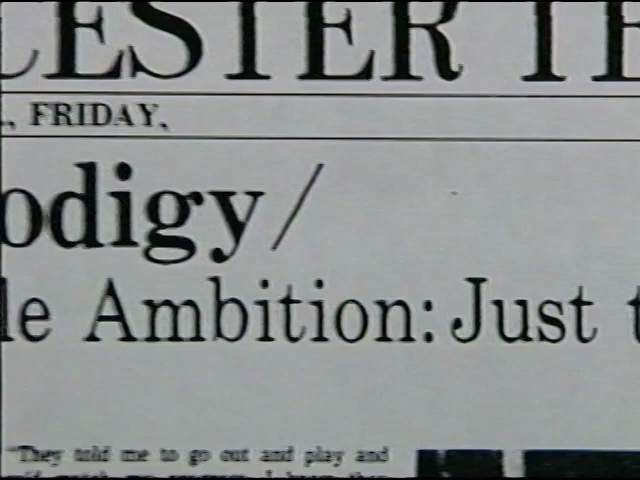 LESTER TE
., FRIDAY,
odigy/
le Ambition: Just t
"They told me to go out and play and